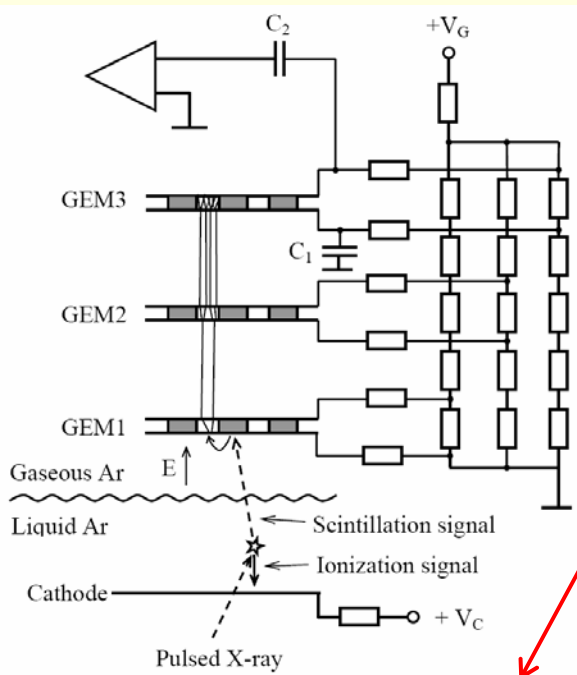 C2
+VG
GEM3
C1
GEM2
GEM1
E
Gaseous Ar
Liquid Ar
Scintillation signal
Ionization signal
Cathode
+ VC
Pulsed X-ray